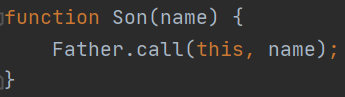 function Son(name) {
    Father.call(this, name);
}